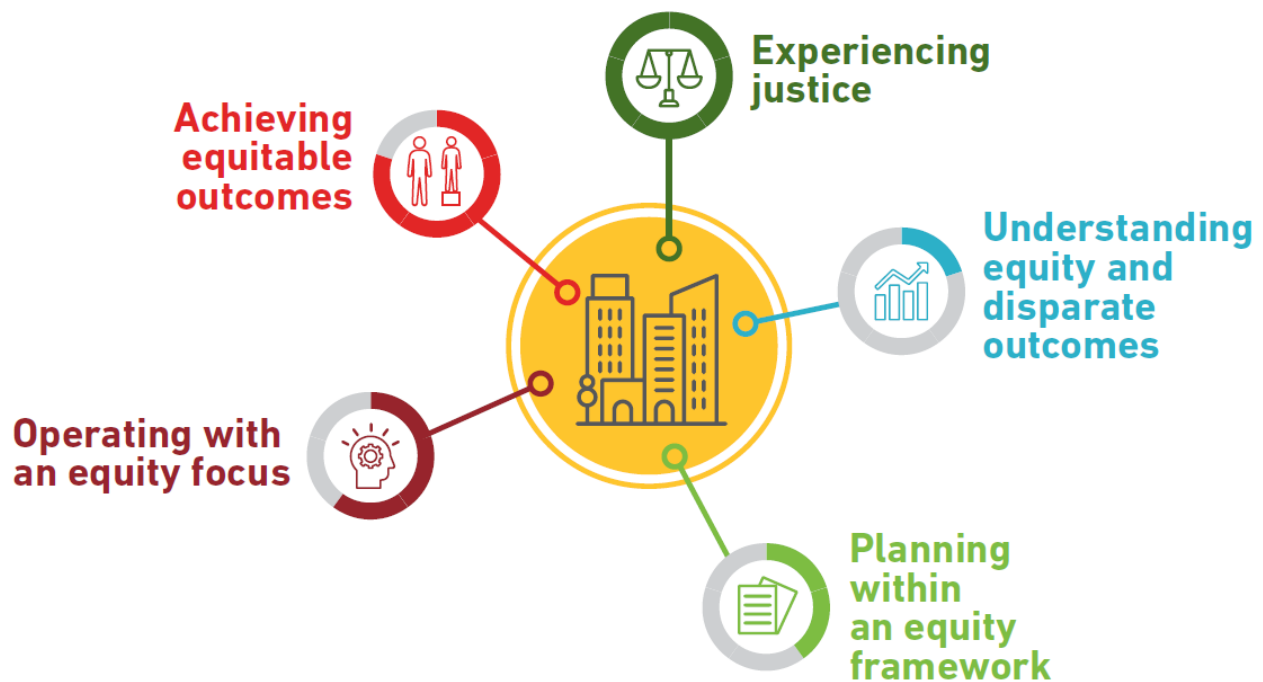 Experiencing
justice
Achieving
equitable
outcomes
Understanding
equity and
disparate
outcomes
Operating with
an equity focus
Planning
within
an equity
framework